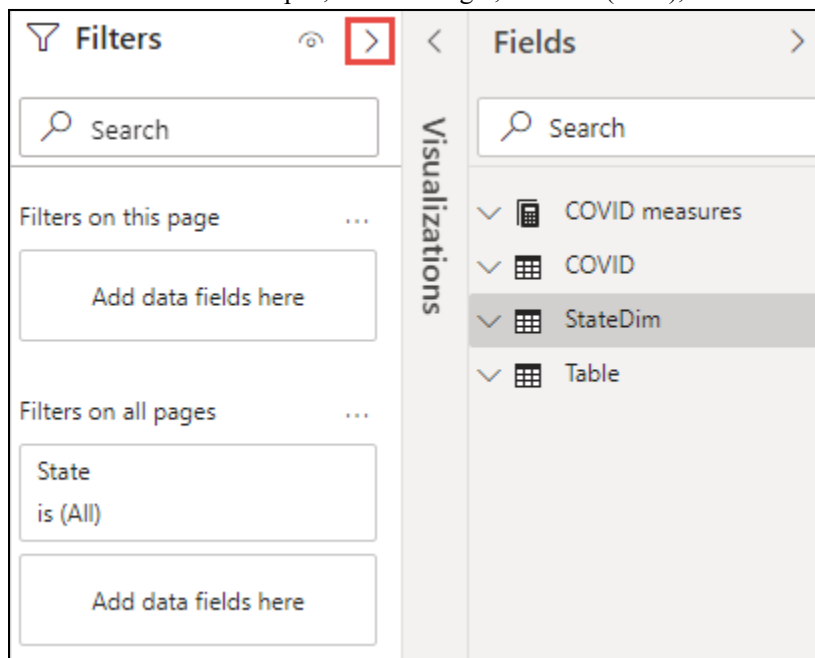 Filters
Search
Filters on this page
...
Add data fields here
Filters on all pages
...
State
is (All)
Add data fields here
Visualizations
Fields
Search
COVID measures
COVID
StateDim
Table